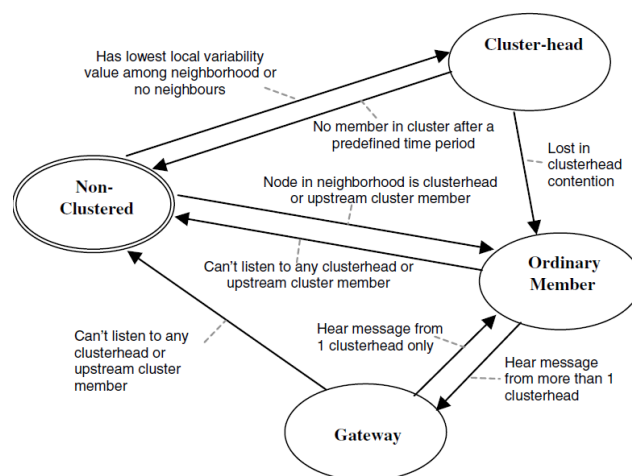 Cluster-head
Has lowest local variability
value among neighborhood or
no neighbours
No member in cluster after a
predefined time period
Lost in
clusterhead
contention
Non-
Clustered
Node in neighborhood is clusterhead
or upstream cluster member
Can't listen to any clusterhead or
upstream cluster member
Ordinary
Member
Can't listen to any
clusterhead or
upstream cluster
member
Hear message from
1 clusterhead only
Hear message
from more than 1
clusterhead
Gateway